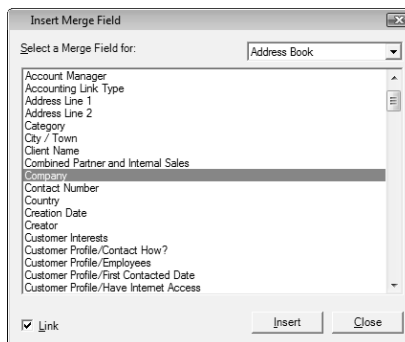 Insert Merge Field
Select a Merge Field for: Address Book
Account Manager
Accounting Link Type
Address Line 1
Address Line 2
Category
City / Town
Client Name
Combined Partner and Internal Sales
Company
Contact Number
Country
Creation Date
Creator
Customer Interests
Customer Profile/Contact How?
Customer Profile/Employees
Customer Profile/First Contacted Date
Customer Profile/Have Internet Access
Link Insert Close